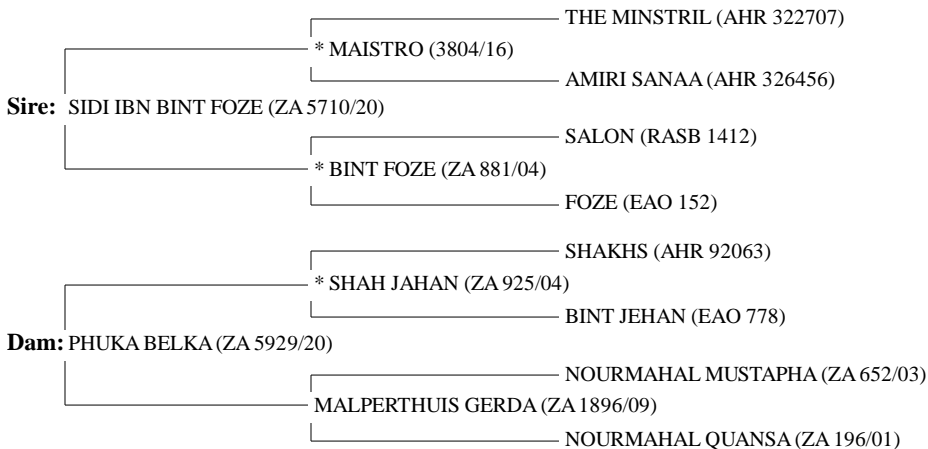 THE MINSTRIL (AHR 322707)
* MAISTRO (3804/16)
AMIRI SANAA (AHR 326456)
Sire: SIDI IBN BINT FOZE (ZA 5710/20)
SALON (RASB 1412)
* BINT FOZE (ZA 881/04)
FOZE (EAO 152)
SHAKHS (AHR 92063)
* SHAH JAHAN (ZA 925/04)
BINT JEHAN (EAO 778)
Dam: PHUKA BELKA (ZA 5929/20)
NOURMAHAL MUSTAPHA (ZA 652/03)
MALPERTHUIS GERDA (ZA 1896/09)
NOURMAHAL QUANSA (ZA 196/01)